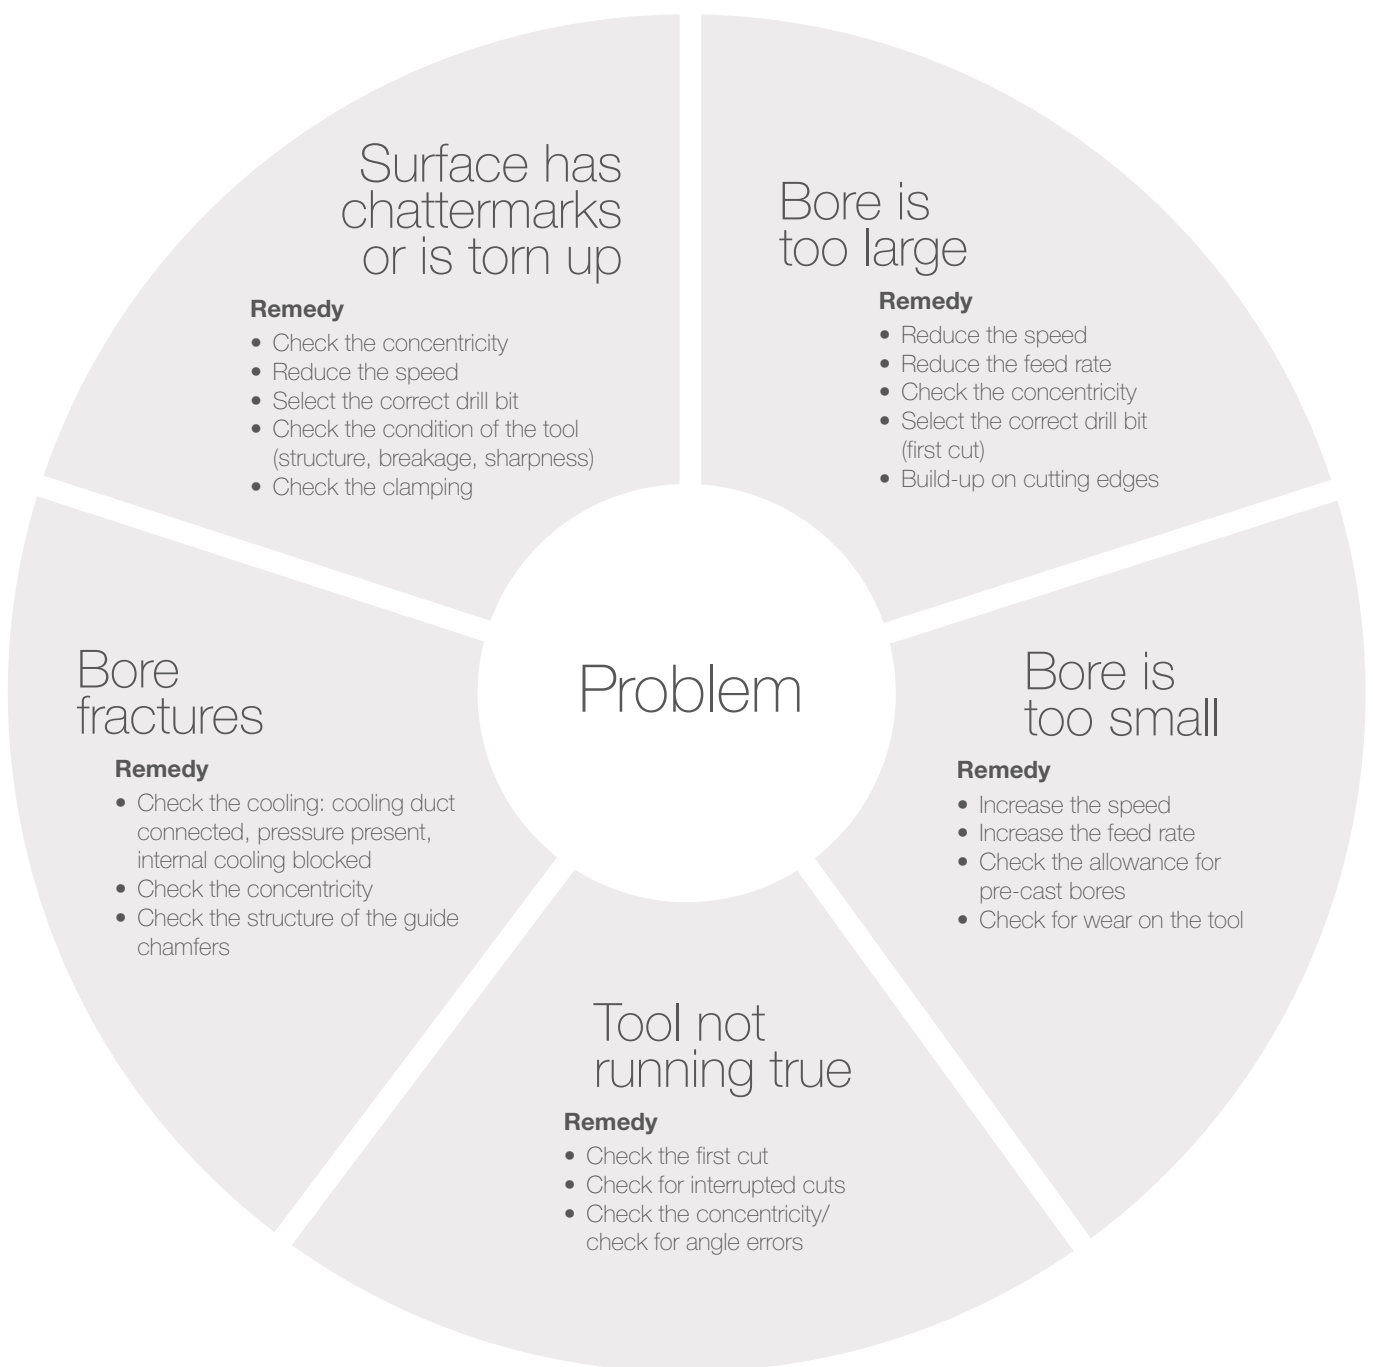 Surface has
chattermarks
or is torn up
Remedy
• Check the concentricity
• Reduce the speed
• Select the correct drill bit
• Check the condition of the tool
(structure, breakage, sharpness)
• Check the clamping
Bore is
too large
Remedy
• Reduce the speed
• Reduce the feed rate
• Check the concentricity
• Select the correct drill bit
(first cut)
• Build-up on cutting edges
Problem
Bore
fractures
Remedy
• Check the cooling: cooling duct
connected, pressure present,
internal cooling blocked
• Check the concentricity
• Check the structure of the guide
chamfers
Bore is
too small
Remedy
• Increase the speed
• Increase the feed rate
• Check the allowance for
pre-cast bores
• Check for wear on the tool
Tool not
running true
Remedy
• Check the first cut
• Check for interrupted cuts
• Check the concentricity/
check for angle errors